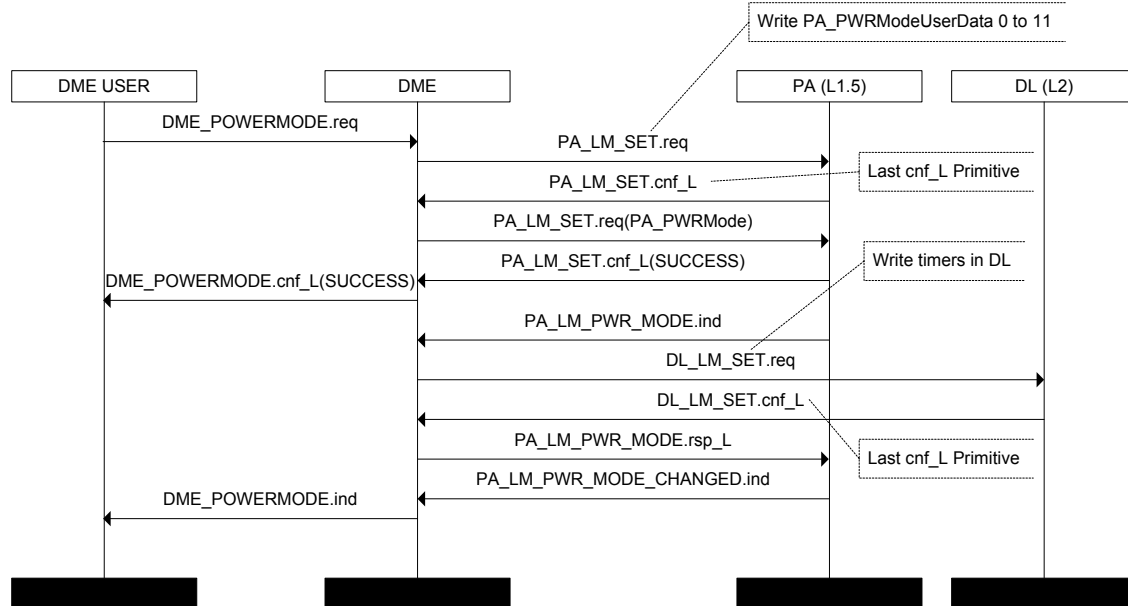 Write PA_PWRModeUserData 0 to 11
DME USER
DME
PA (L1.5)
DL (L2)
DME_POWERMODE.req
PA_LM_SET.req
PA_LM_SET.cnf_L
Last cnf_L Primitive
PA_LM_SET.req(PA_PWRMode)
PA_LM_SET.cnf_L(SUCCESS)
Write timers in DL
DME_POWERMODE.cnf_L(SUCCESS)
PA_LM_PWR_MODE.ind
DL_LM_SET.req
DL_LM_SET.cnf_L
PA_LM_PWR_MODE.rsp_L
Last cnf_L Primitive
PA_LM_PWR_MODE_CHANGED.ind
DME_POWERMODE.ind